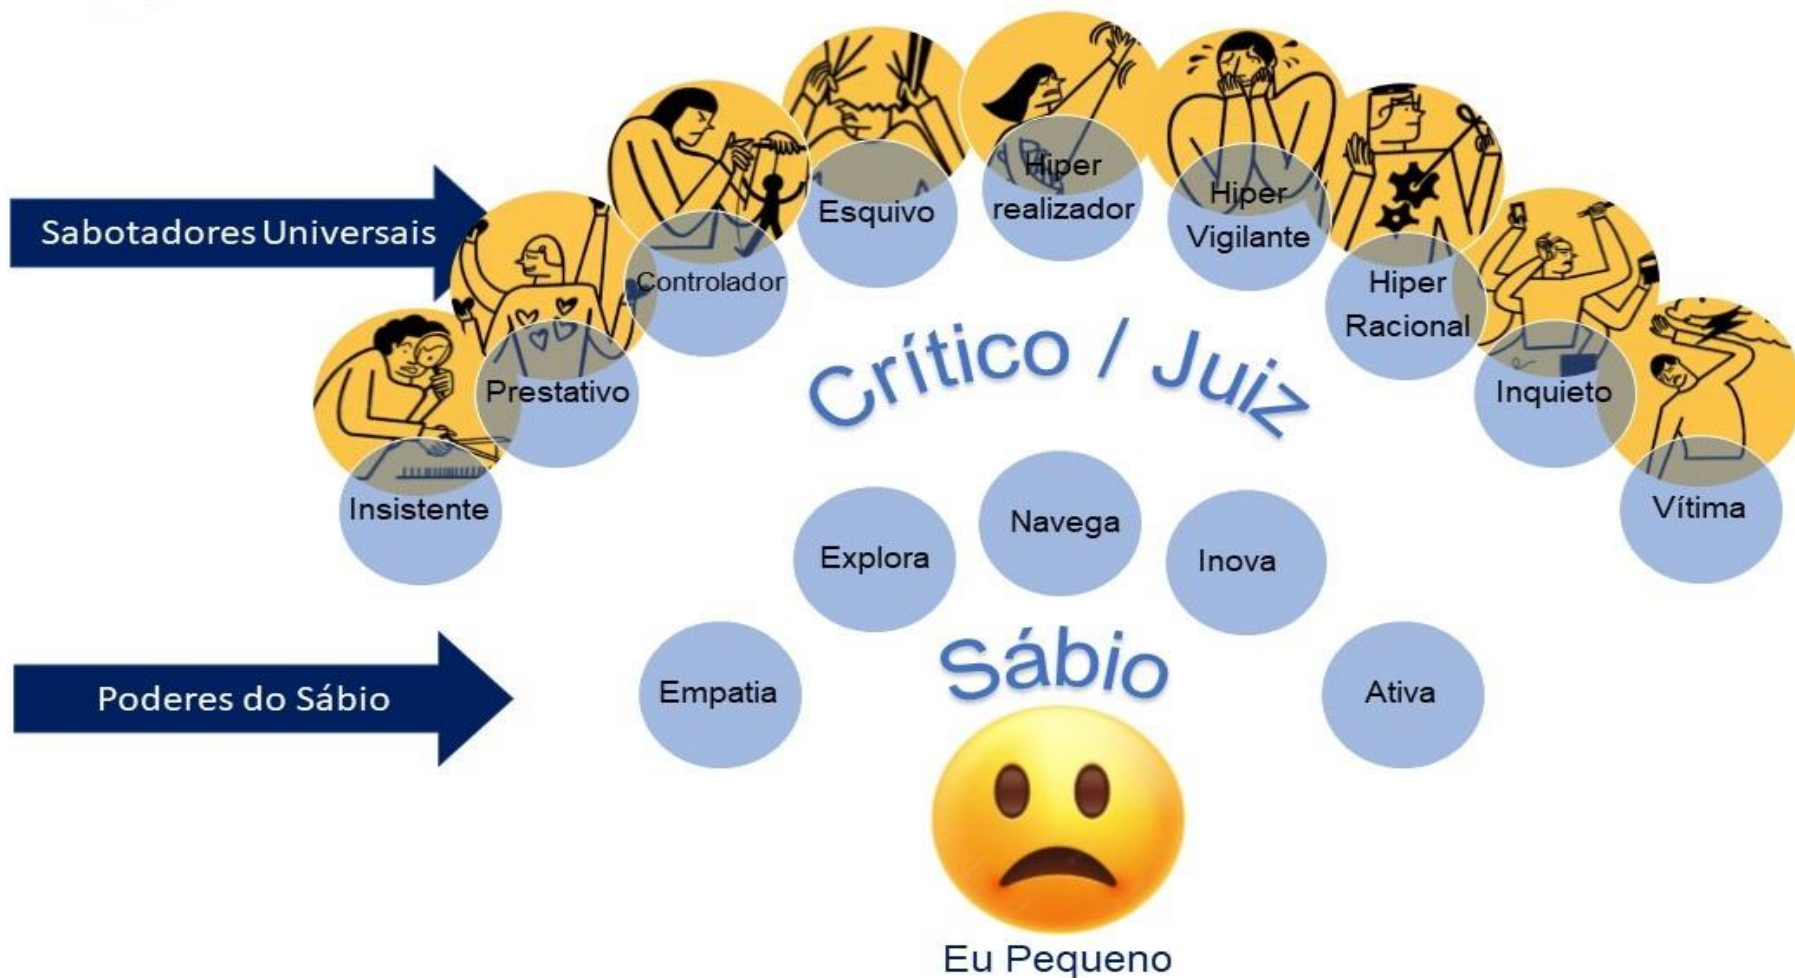 Sabotadores Universais
Insistente
Prestativo
Controlador
Esquivo
Hiper
realizador
Hiper
Vigilante
Hiper
Racional
Inquieto
Vítima
Crítico / Juiz
Poderes do Sábio
Empatia
Explora
Navega
Inova
Ativa
Sábio
Eu Pequeno